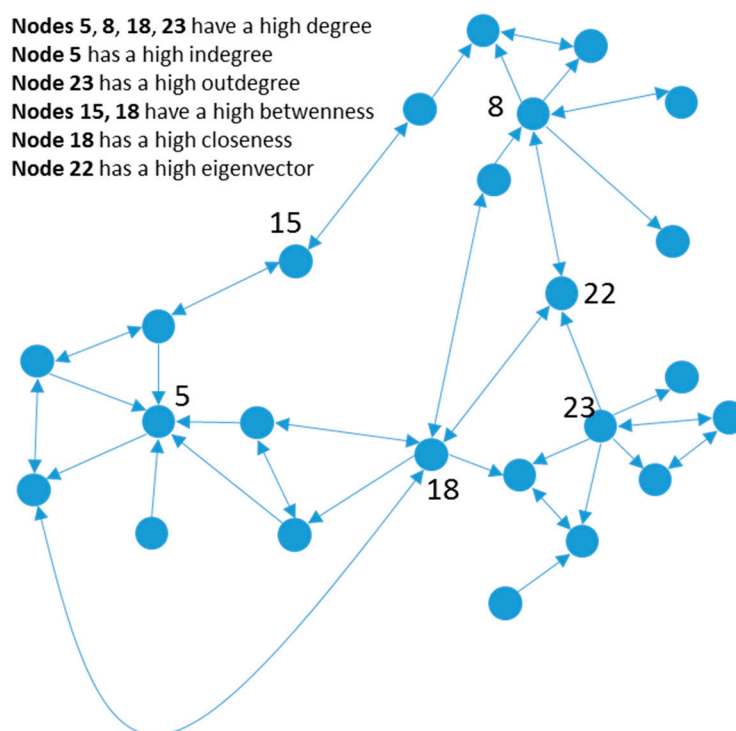 Nodes 5, 8, 18, 23 have a high degree
Node 5 has a high indegree
Node 23 has a high outdegree
Nodes 15, 18 have a high betwenness
Node 18 has a high closeness
Node 22 has a high eigenvector
8
15
22
5
23
18